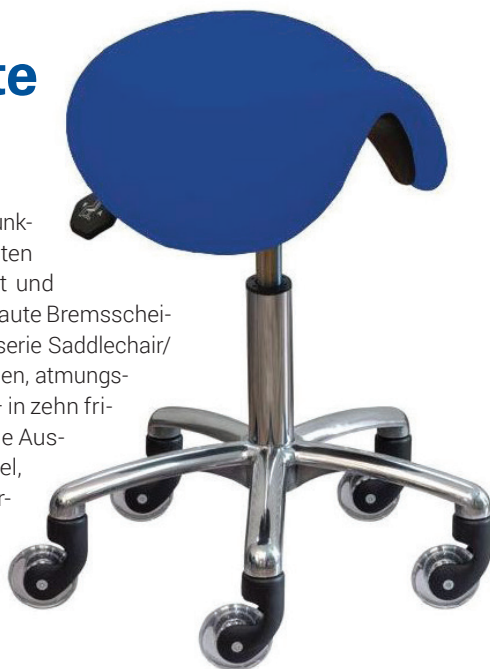 te
unk-
ten
t und
aute Bremsschei-
serie Saddlechair/
en, atmungs-
- in zehn fri-
e Aus-
el,
r-